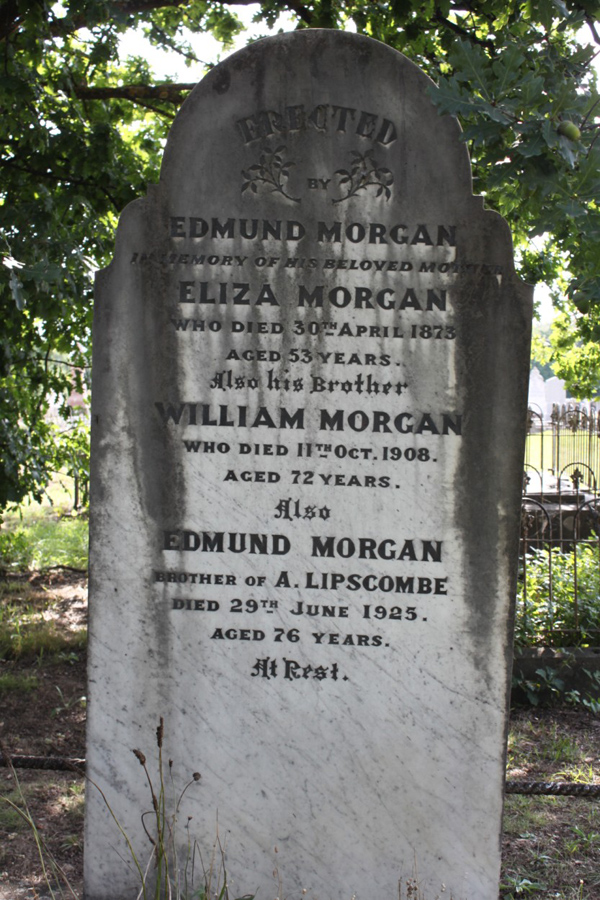 ERECTED
BY
EDMUND MORGAN
IN MEMORY OF HIS BELOVED MOTHER
ELIZA MORGAN
WHO DIED 30TH APRIL 1873
AGED 53 YEARS.
Also his Brother
WILLIAM MORGAN
WHO DIED 11TH OCT. 1908.
AGED 72 YEARS.
Also
EDMUND MORGAN
BROTHER OF A. LIPSCOMBE
DIED 29TH JUNE 1925.
AGED 76 YEARS.
At Rest.